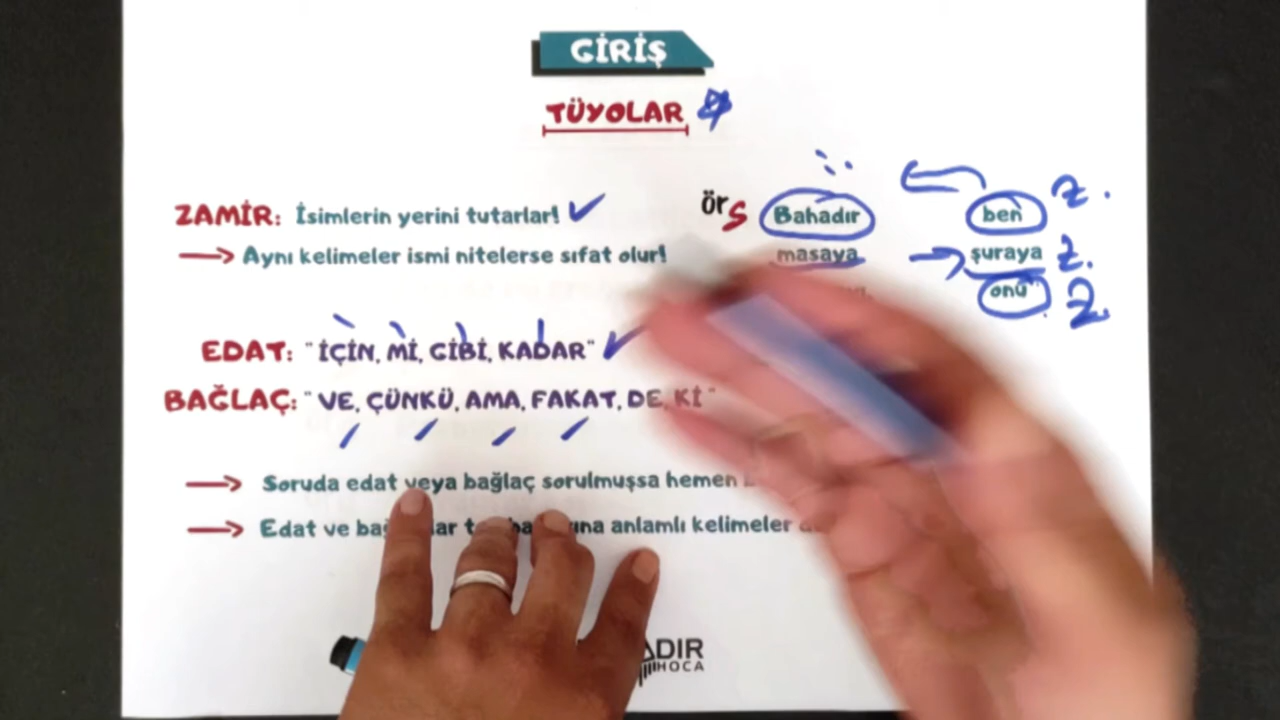 GİRİŞ
TÜYOLAR
ZAMİR: İsimlerin yerini tutarlar!
örs Bahadır ben z.
→ Aynı kelimeler ismi nitelerse sıfat olur!
masaya şuraya z.
onu z.
EDAT: "İÇİN, Mİ, GİBİ, KADAR"
BAĞLAÇ: "VE, ÇÜNKÜ, AMA, FAKAT, DE, Kİ"
→ Soruda edat veya bağlaç sorulmuşsa hemen
→ Edat ve anlamlı kelimeler
HOCA